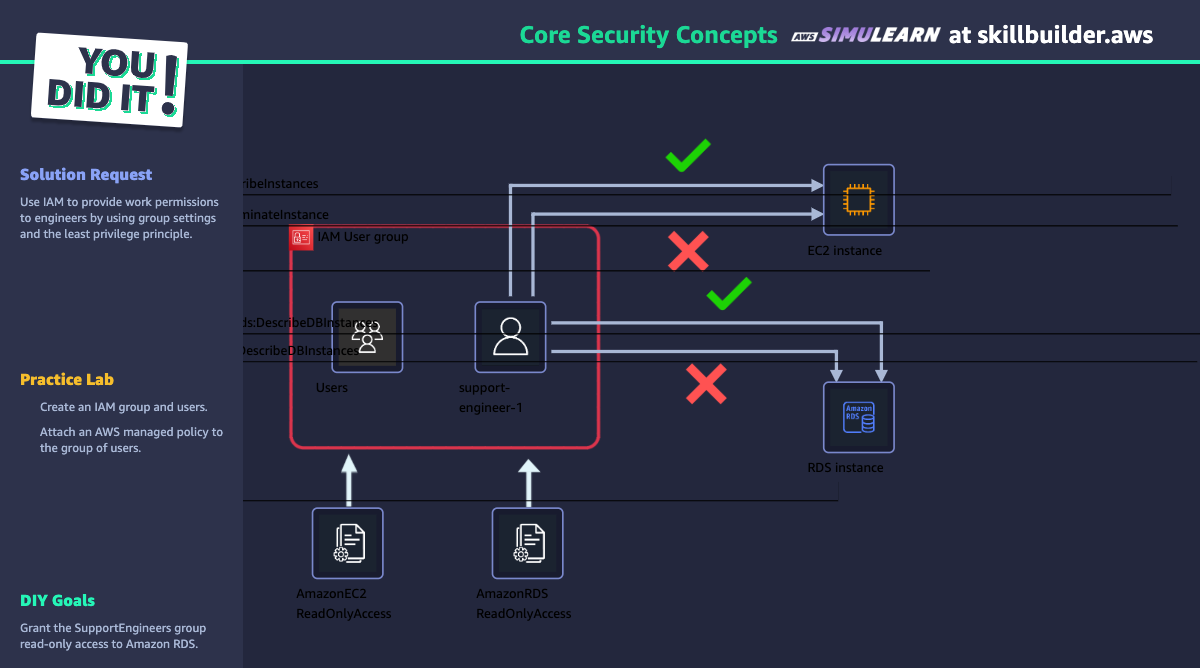 Core Security Concepts AWS SIMULEARN at skillbuilder.aws
YOU
DID IT!
Solution Request
Use IAM to provide work permissions
to engineers by using group settings
and the least privilege principle.
Practice Lab
Create an IAM group and users.
Attach an AWS managed policy to
the group of users.
DIY Goals
Grant the SupportEngineers group
read-only access to Amazon RDS.
ribeInstances
minateInstance
IAM User group
EC2 instance
ds:DescribeDBInstances
DescribeDBInstances
Users
support-
engineer-1
Amazon
RDS
RDS instance
AmazonEC2
ReadOnlyAccess
AmazonRDS
ReadOnlyAccess